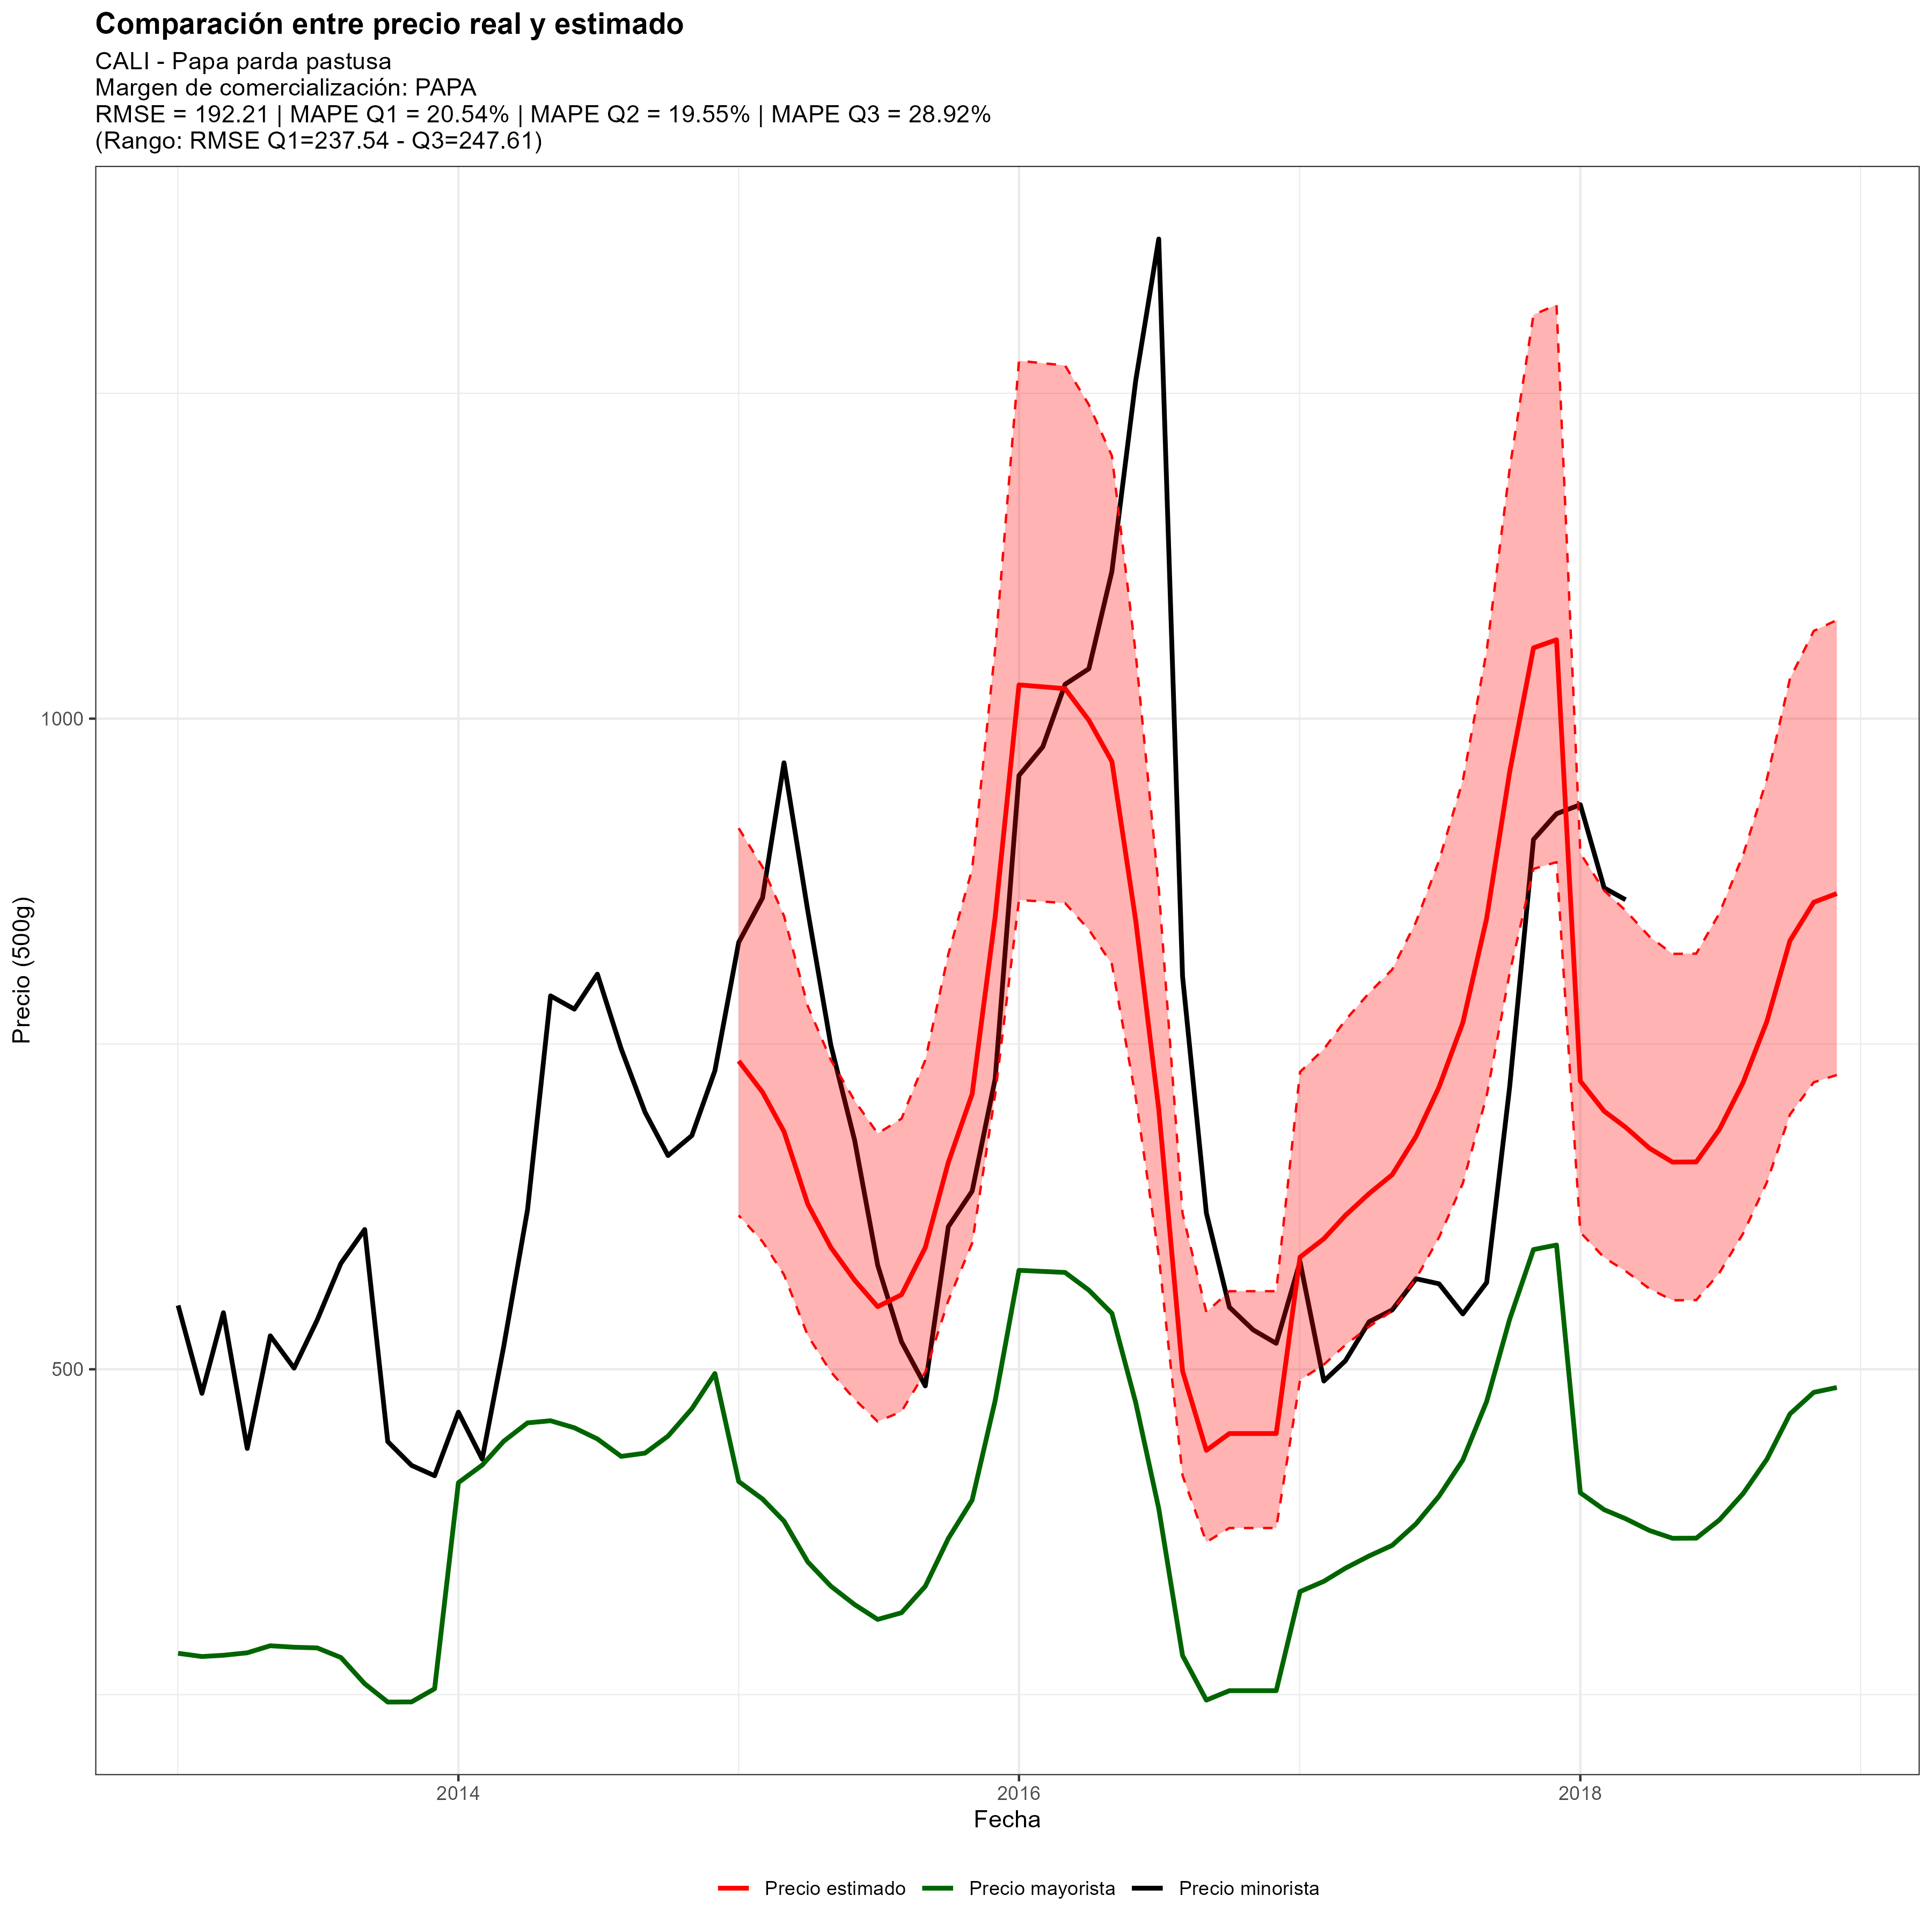 Comparación entre precio real y estimado
CALI - Papa parda pastusa
Margen de comercialización: PAPA
RMSE = 192.21 | MAPE Q1 = 20.54% | MAPE Q2 = 19.55% | MAPE Q3 = 28.92%
(Rango: RMSE Q1=237.54 - Q3=247.61)
Precio (500g)
1000
500
2014
2016
2018
Fecha
Precio estimado
Precio mayorista
Precio minorista